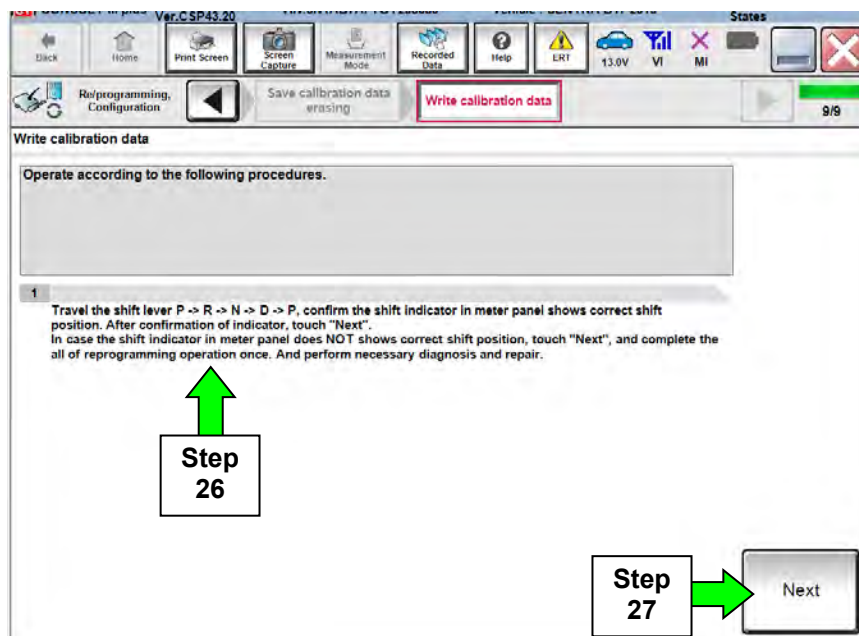 Ver.CSP43.20
States
Back
Home
Print Screen
Screen
Capture
Measurement
Mode
Recorded
Data
Help
ERT
13.0V
VI
MI
Re/programming,
Configuration
Save calibration data
erasing
Write calibration data
9/9
Write calibration data
Operate according to the following procedures.
1
Travel the shift lever P -> R -> N -> D -> P, confirm the shift indicator in meter panel shows correct shift
position. After confirmation of indicator, touch "Next".
In case the shift indicator in meter panel does NOT shows correct shift position, touch "Next", and complete the
all of reprogramming operation once. And perform necessary diagnosis and repair.
Step
26
Step
27
Next